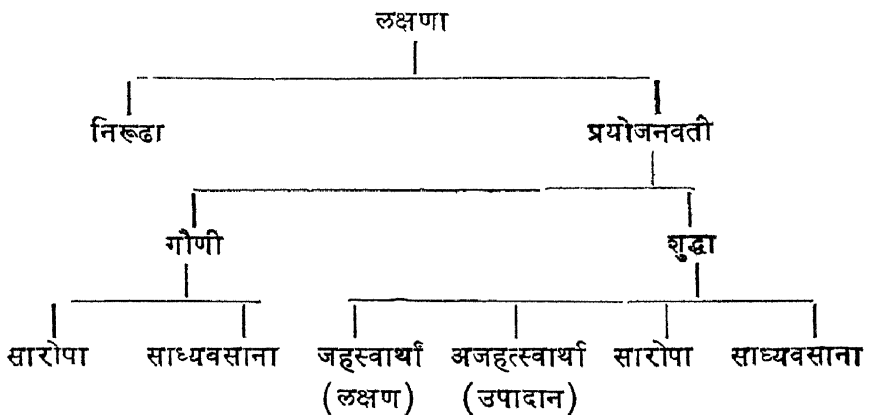 लक्षणा
निरूढा प्रयोजनवती
गौणी शुद्धा
सारोपा साध्यवसाना जहत्स्वार्था अजहत्स्वार्था सारोपा साध्यवसाना
(लक्षण) (उपादान)